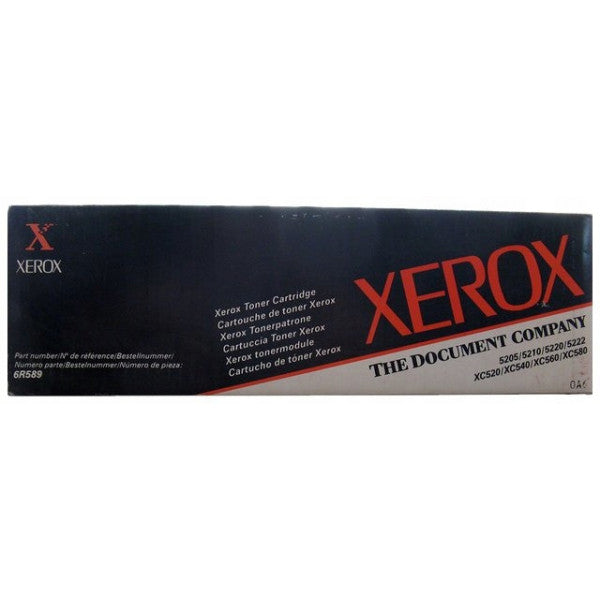 X
XEROX
Part number/N° de référence/Bestellnummer/
Numero parte/Bestelnummer/Número de pieza:
6R589
Xerox Toner Cartridge
Cartouche de toner Xerox
Xerox Tonerpatrone
Cartuccia Toner Xerox
Xerox tonermodule
Cartucho de tóner Xerox
XEROX
THE DOCUMENT COMPANY
5205/5210/5220/5222
XC520/XC540/XC560/XC580